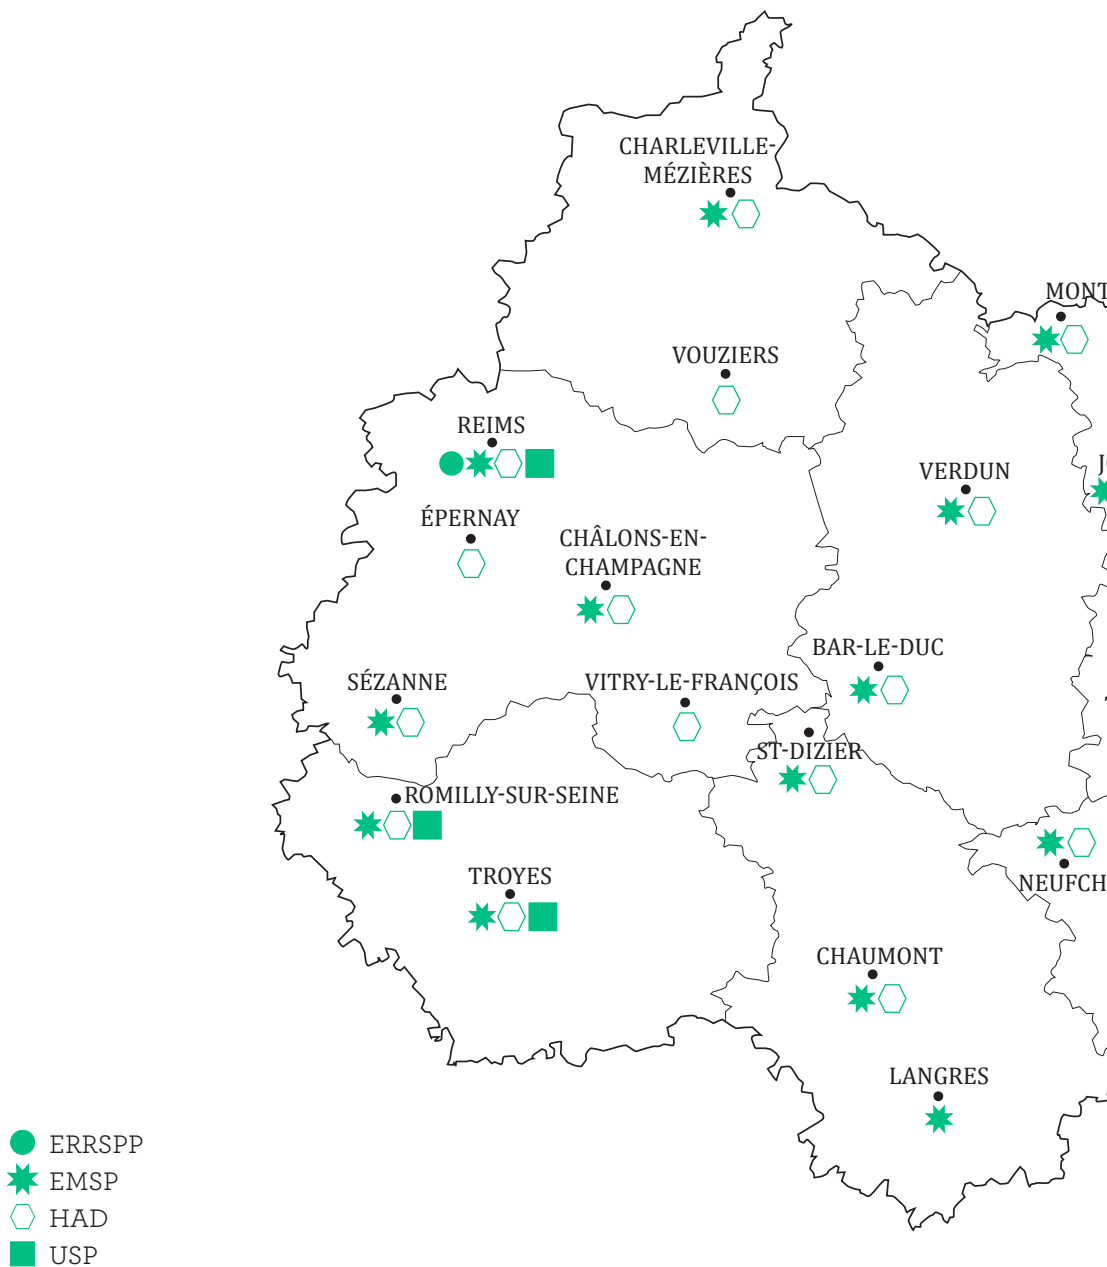 CHARLEVILLE-
MÉZIÈRES
MONT
VOUZIERS
REIMS
VERDUN
ÉPERNAY
CHÂLONS-EN-
CHAMPAGNE
BAR-LE-DUC
SÉZANNE
VITRY-LE-FRANÇOIS
ST-DIZIER
ROMILLY-SUR-SEINE
TROYES
NEUFCH
CHAUMONT
LANGRES
ERRSPP
EMSP
HAD
USP